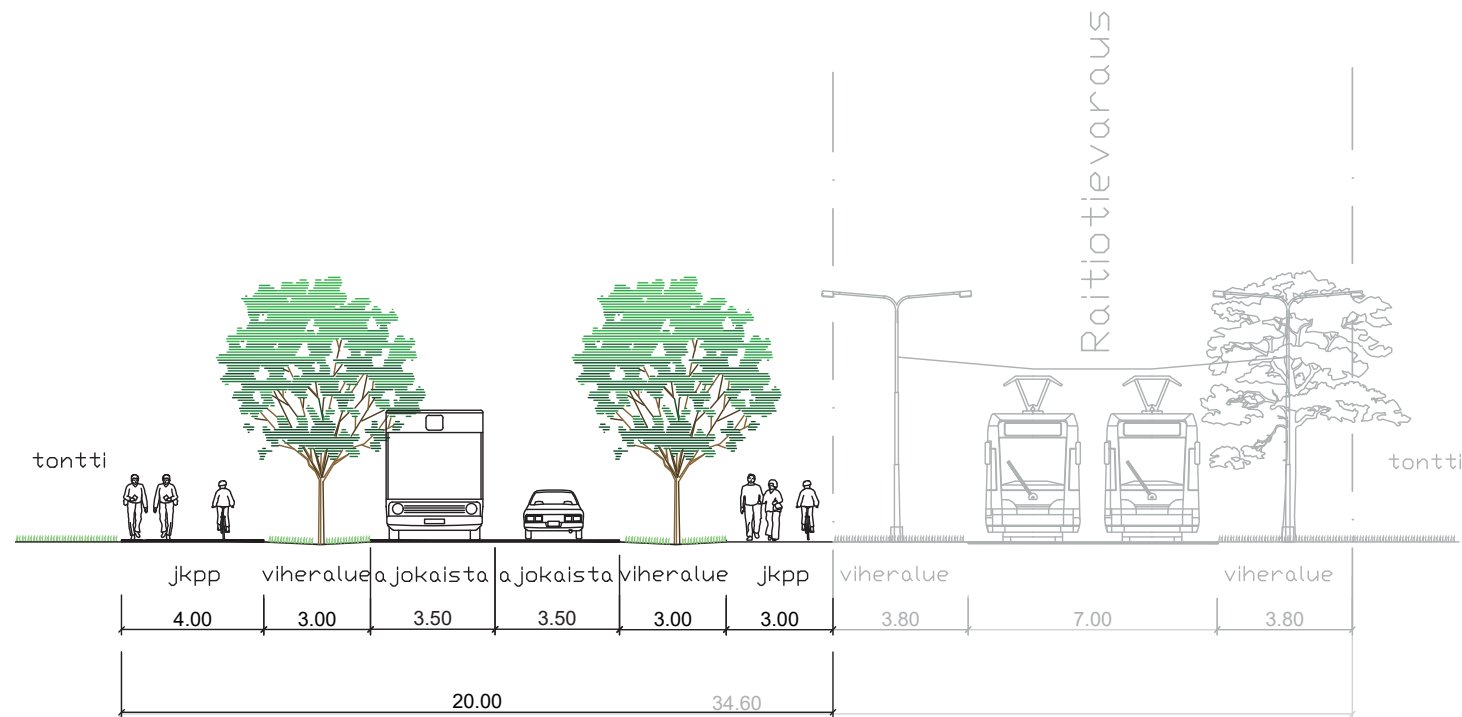 Raitiotievaraus
tontti
tontti
jkpp viheralue ajokaista ajokaista viheralue jkpp viheralue viheralue
4.00 3.00 3.50 3.50 3.00 3.00 3.80 7.00 3.80
20.00 34.60